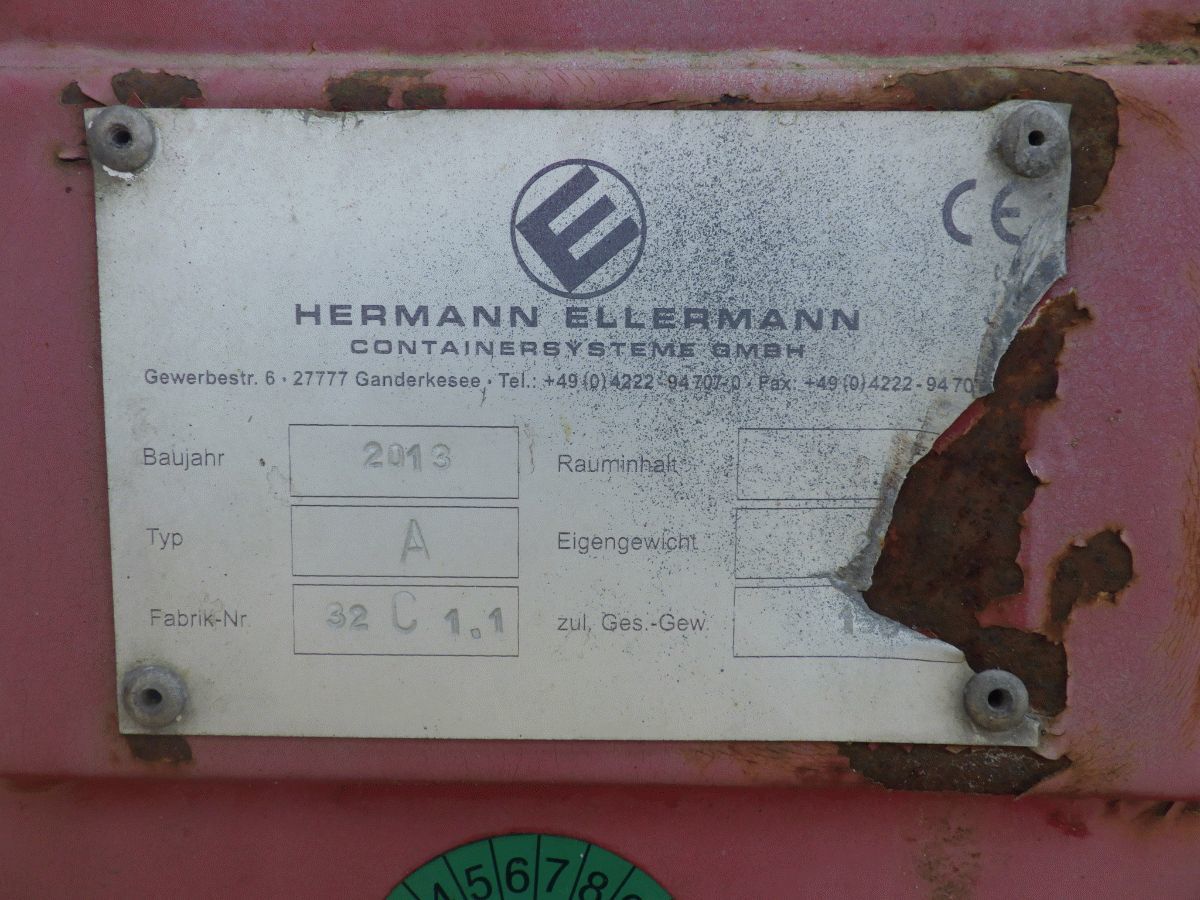 CE
E
HERMANN ELLERMANN
CONTAINERSYSTEME GMBH
Gewerbestr. 6 · 27777 Ganderkesee · Tel.: +49 (0) 4222 - 94 707-0 · Fax: +49 (0) 4222 - 94 70
Baujahr 2013 Rauminhalt
Typ A Eigengewicht
Fabrik-Nr. 32 C 1.1 zul. Ges.-Gew.
4 5 6 7 8 9